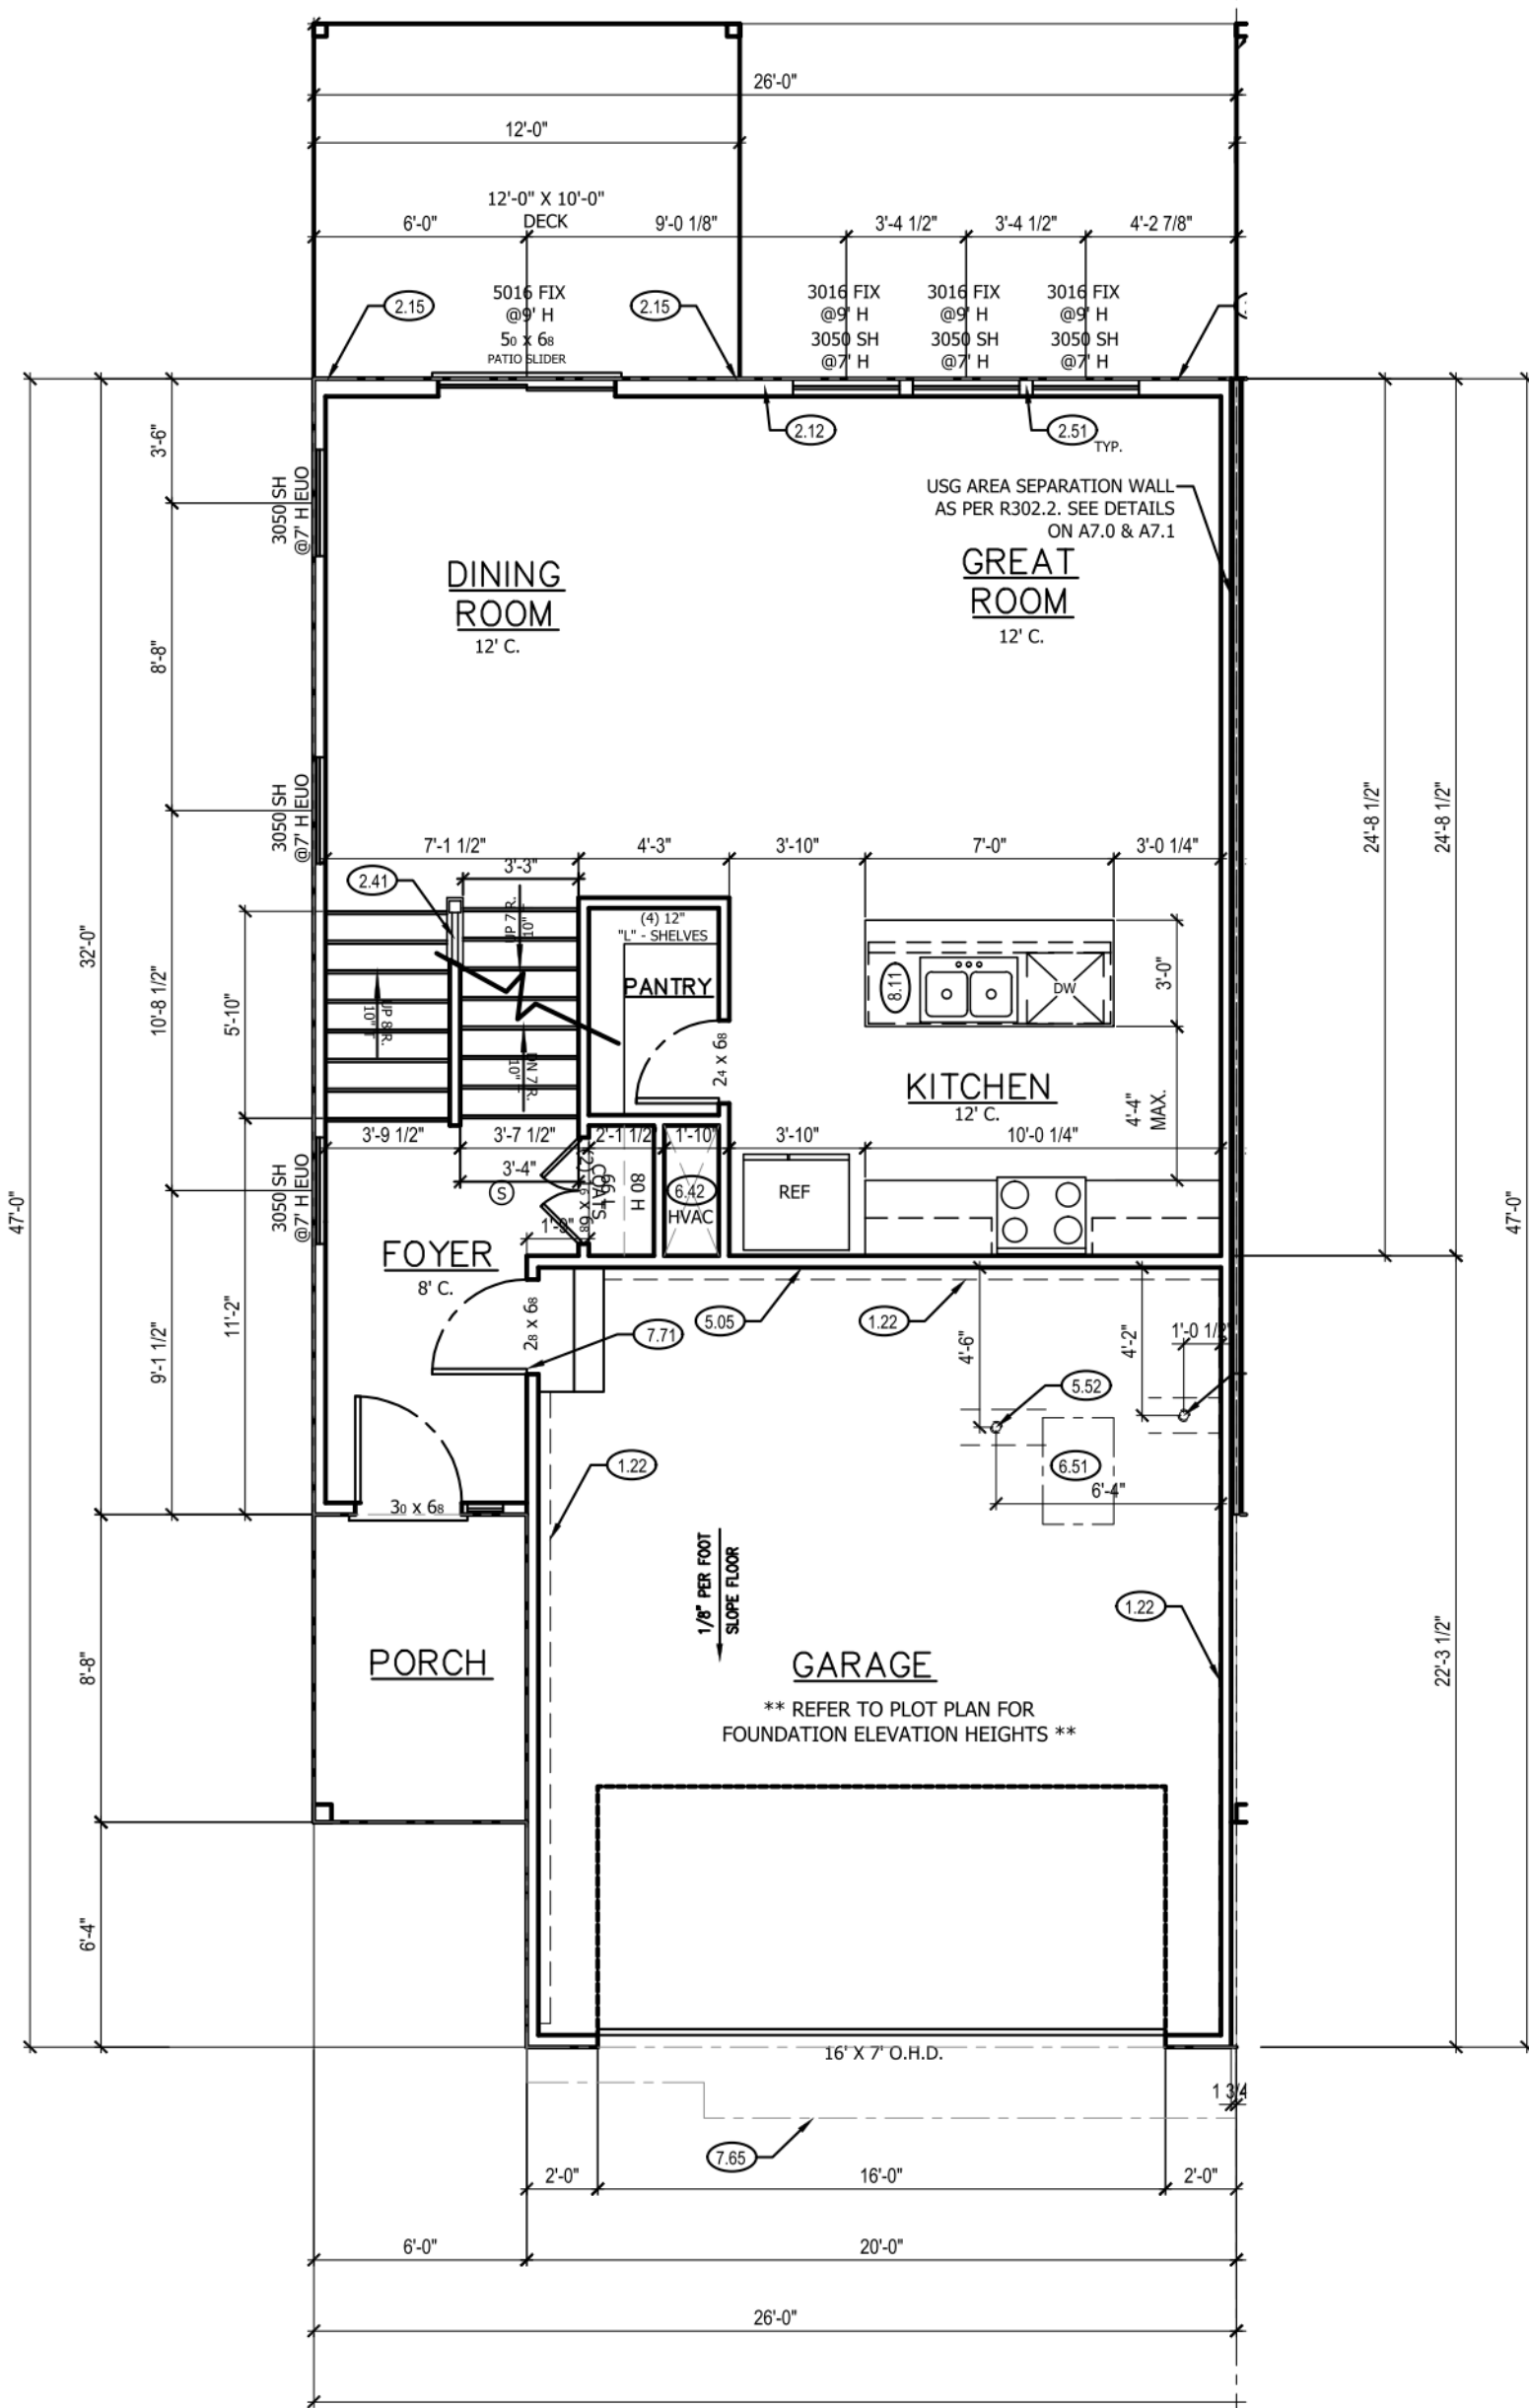 26'-0"
12'-0"
12'-0" X 10'-0"
DECK
6'-0"
9'-0 1/8"
3'-4 1/2"
3'-4 1/2"
4'-2 7/8"
2.15
5016 FIX
@9' H
50 x 68
PATIO SLIDER
2.15
3016 FIX
@9' H
3050 SH
@7' H
3016 FIX
@9' H
3050 SH
@7' H
3016 FIX
@9' H
3050 SH
@7' H
2.12
2.51
TYP.
3'-6"
3050 SH
@7' H EUO
USG AREA SEPARATION WALL
AS PER R302.2. SEE DETAILS
ON A7.0 & A7.1
DINING
ROOM
12' C.
GREAT
ROOM
12' C.
8'-8"
3050 SH
@7' H EUO
24'-8 1/2"
24'-8 1/2"
7'-1 1/2"
4'-3"
3'-10"
7'-0"
3'-0 1/4"
3'-3"
2.41
32'-0"
10'-8 1/2"
5'-10"
UP 7 R.
10"
(4) 12"
"L" - SHELVES
PANTRY
8.11
DW
3'-0"
UP 8 R.
10" T
DN 7 R.
10"
24 x 68
KITCHEN
12' C.
4'-4"
MAX.
3'-9 1/2"
3'-7 1/2"
2'-1 1/2"
1'-10"
3'-10"
10'-0 1/4"
3'-4"
S
(2) 16 x 68
COATS
66 L
80 H
6.42
HVAC
REF
3050 SH
@7' H EUO
47'-0"
47'-0"
1'-9"
FOYER
8' C.
28 x 68
7.71
5.05
1.22
4'-6"
4'-2"
1'-0 1/2"
11'-2"
9'-1 1/2"
5.52
6.51
6'-4"
1.22
30 x 68
1/8" PER FOOT
SLOPE FLOOR
1.22
8'-8"
PORCH
GARAGE
** REFER TO PLOT PLAN FOR
FOUNDATION ELEVATION HEIGHTS **
22'-3 1/2"
6'-4"
16' X 7' O.H.D.
1 3/4
7.65
2'-0"
16'-0"
2'-0"
6'-0"
20'-0"
26'-0"